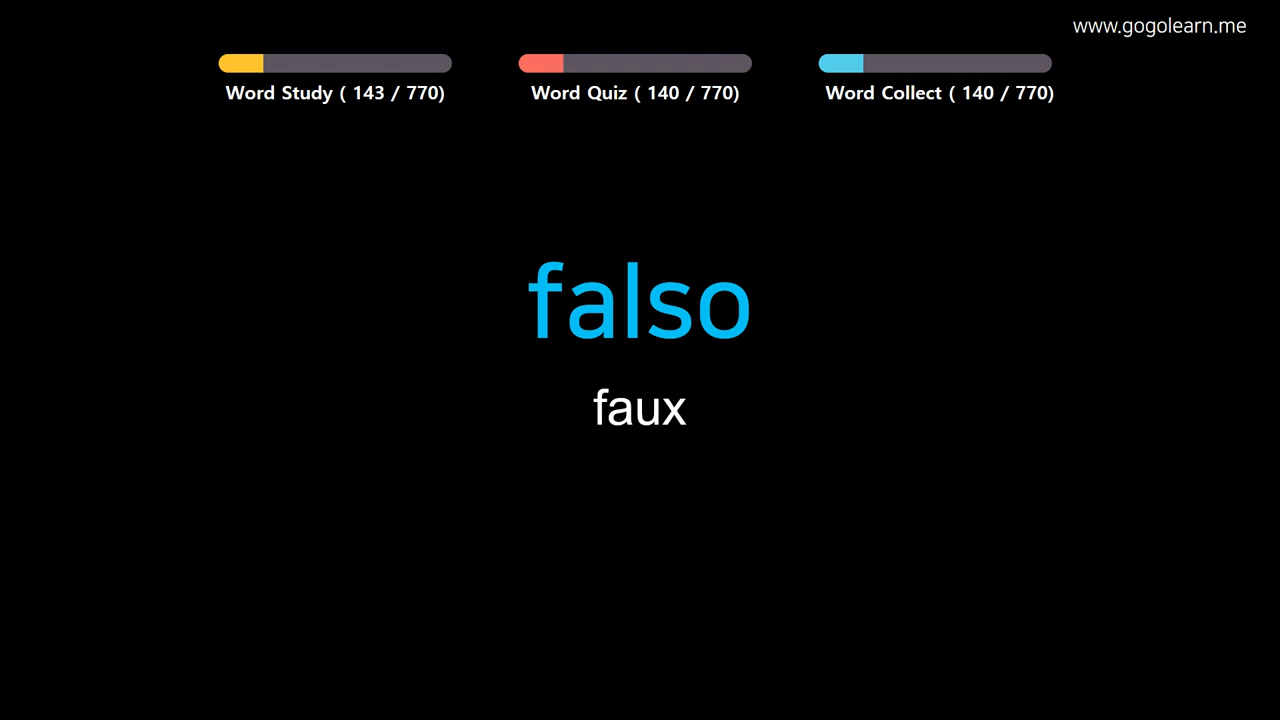 www.gogolearn.me
Word Study ( 143 / 770)
Word Quiz ( 140 / 770)
Word Collect ( 140 / 770)
falso
faux